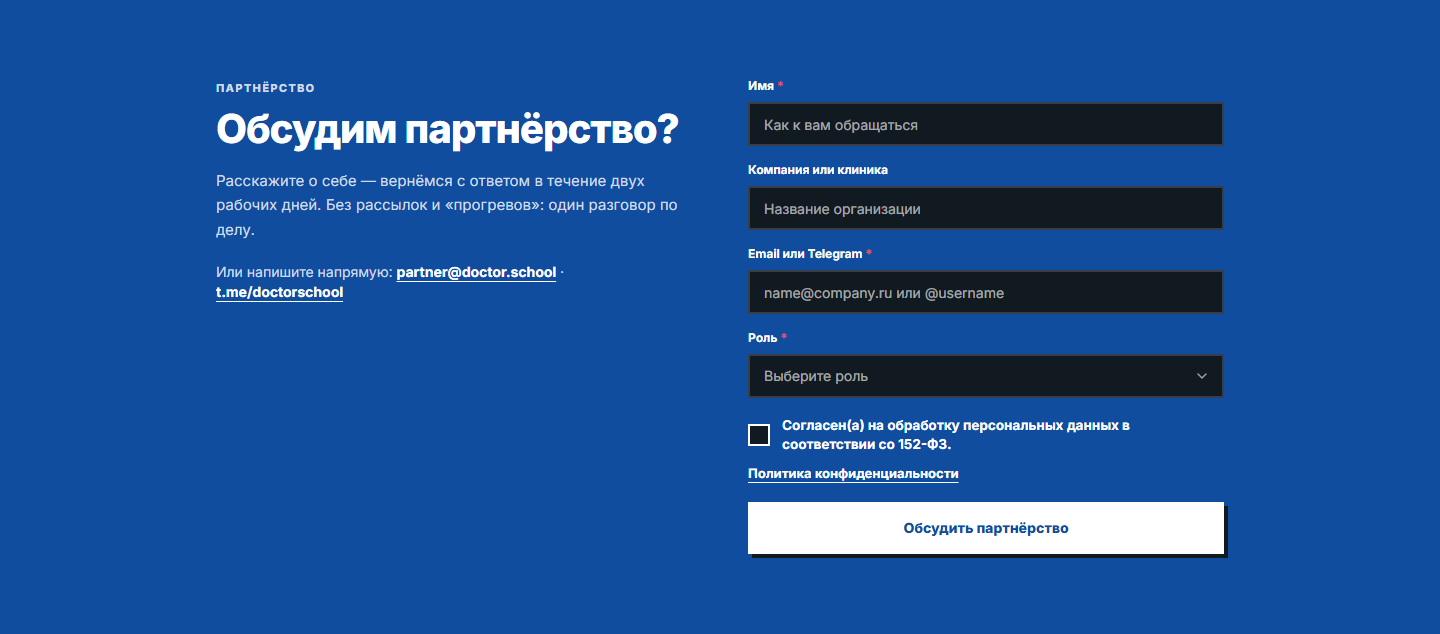 ПАРТНЁРСТВО
Обсудим партнёрство?
Расскажите о себе — вернёмся с ответом в течение двух
рабочих дней. Без рассылок и «прогревов»: один разговор по
делу.
Или напишите напрямую: partner@doctor.school ·
t.me/doctorschool
Имя *
Как к вам обращаться
Компания или клиника
Название организации
Email или Telegram *
name@company.ru или @username
Роль *
Выберите роль
Согласен(а) на обработку персональных данных в
соответствии со 152-ФЗ.
Политика конфиденциальности
Обсудить партнёрство